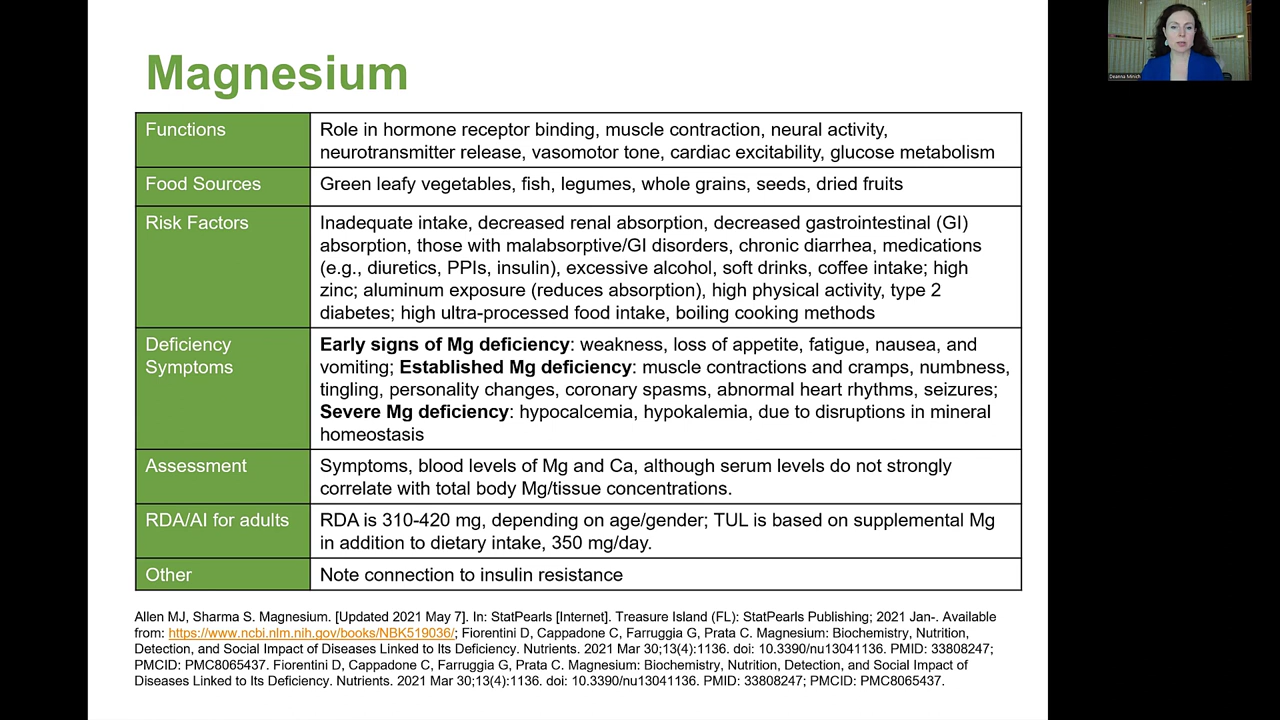 Magnesium
Functions
Role in hormone receptor binding, muscle contraction, neural activity,
neurotransmitter release, vasomotor tone, cardiac excitability, glucose metabolism
Food Sources
Green leafy vegetables, fish, legumes, whole grains, seeds, dried fruits
Risk Factors
Inadequate intake, decreased renal absorption, decreased gastrointestinal (GI)
absorption, those with malabsorptive/GI disorders, chronic diarrhea, medications
(e.g., diuretics, PPIs, insulin), excessive alcohol, soft drinks, coffee intake; high
zinc; aluminum exposure (reduces absorption), high physical activity, type 2
diabetes; high ultra-processed food intake, boiling cooking methods
Deficiency
Symptoms
Early signs of Mg deficiency: weakness, loss of appetite, fatigue, nausea, and
vomiting; Established Mg deficiency: muscle contractions and cramps, numbness,
tingling, personality changes, coronary spasms, abnormal heart rhythms, seizures;
Severe Mg deficiency: hypocalcemia, hypokalemia, due to disruptions in mineral
homeostasis
Assessment
Symptoms, blood levels of Mg and Ca, although serum levels do not strongly
correlate with total body Mg/tissue concentrations.
RDA/AI for adults
RDA is 310-420 mg, depending on age/gender; TUL is based on supplemental Mg
in addition to dietary intake, 350 mg/day.
Other
Note connection to insulin resistance
Allen MJ, Sharma S. Magnesium. [Updated 2021 May 7]. In: StatPearls [Internet]. Treasure Island (FL): StatPearls Publishing; 2021 Jan-. Available
from: https://www.ncbi.nlm.nih.gov/books/NBK519036/; Fiorentini D, Cappadone C, Farruggia G, Prata C. Magnesium: Biochemistry, Nutrition,
Detection, and Social Impact of Diseases Linked to Its Deficiency. Nutrients. 2021 Mar 30;13(4):1136. doi: 10.3390/nu13041136. PMID: 33808247;
PMCID: PMC8065437. Fiorentini D, Cappadone C, Farruggia G, Prata C. Magnesium: Biochemistry, Nutrition, Detection, and Social Impact of
Diseases Linked to Its Deficiency. Nutrients. 2021 Mar 30;13(4):1136. doi: 10.3390/nu13041136. PMID: 33808247; PMCID: PMC8065437.
Deanna Minich